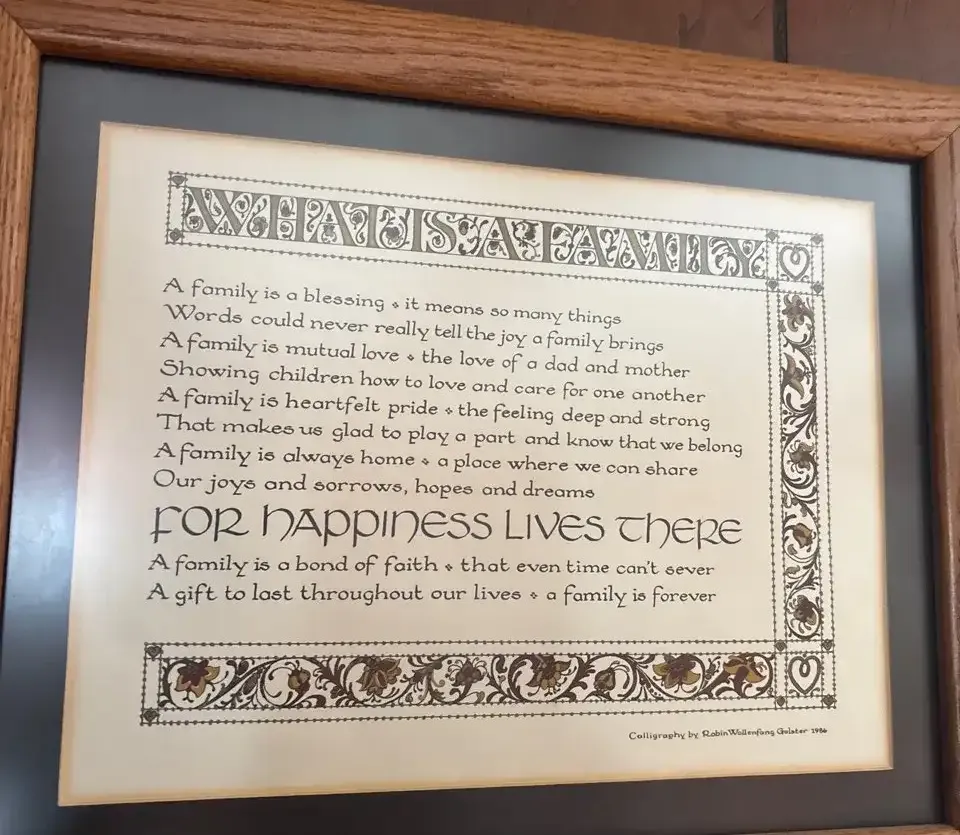 WHAT IS A FAMILY
A family is a blessing ❖ it means so many things
Words could never really tell the joy a family brings
A family is mutual love ❖ the love of a dad and mother
Showing children how to love and care for one another
A family is heartfelt pride ❖ the feeling deep and strong
That makes us glad to play a part and know that we belong
A family is always home ❖ a place where we can share
Our joys and sorrows, hopes and dreams
FOR HAPPINESS LIVES THERE
A family is a bond of faith ❖ that even time can't sever
A gift to last throughout our lives ❖ a family is forever
Calligraphy by Robin Wollenfang Gulster 1986